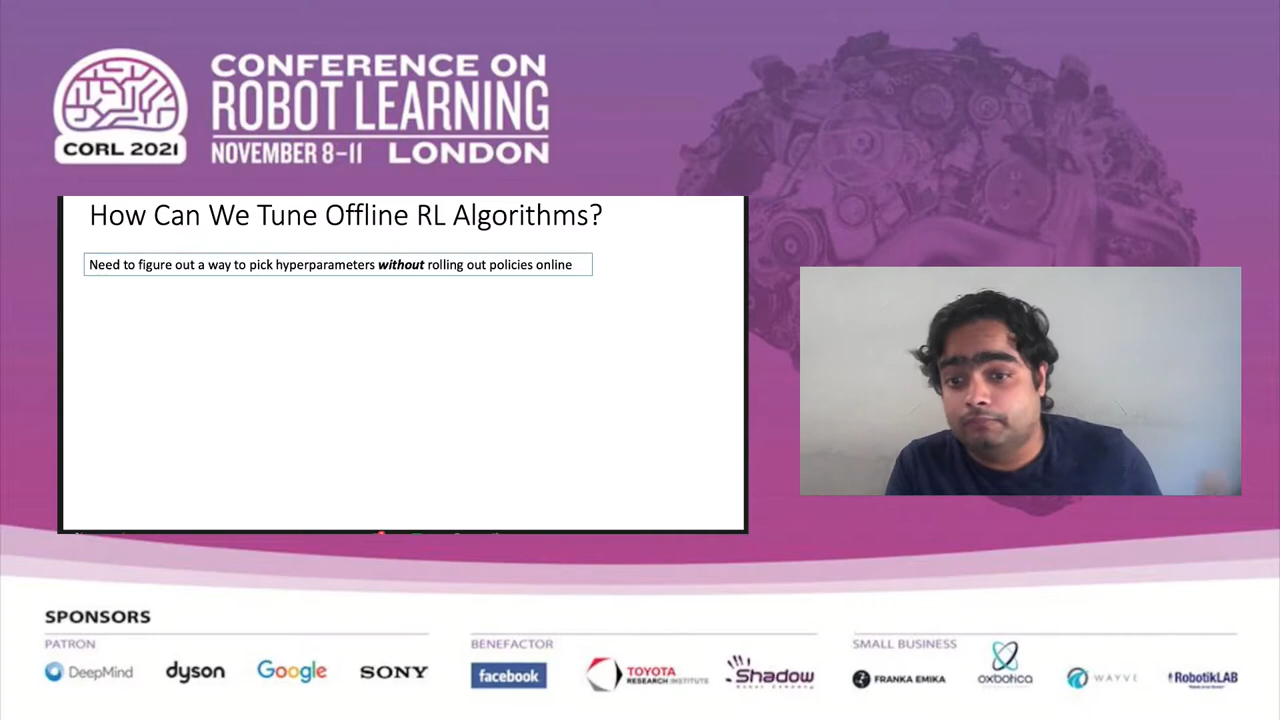 CONFERENCE ON
ROBOT LEARNING
NOVEMBER 8–11 LONDON
CORL 2021
How Can We Tune Offline RL Algorithms?
Need to figure out a way to pick hyperparameters without rolling out policies online
SPONSORS
PATRON
DeepMind
dyson
Google
SONY
BENEFACTOR
facebook
TOYOTA
RESEARCH INSTITUTE
Shadow
Robot Company
SMALL BUSINESS
FRANKA EMIKA
oxbotica
WAYVE
RobotikLAB